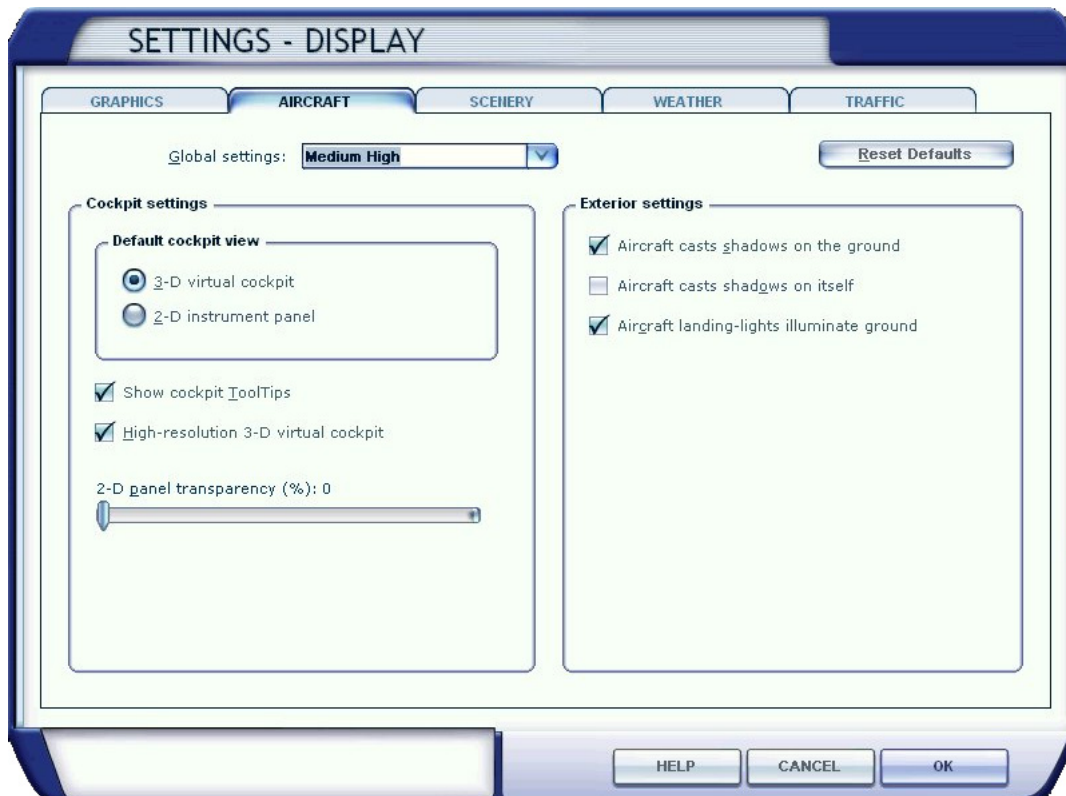 SETTINGS - DISPLAY
GRAPHICS AIRCRAFT SCENERY WEATHER TRAFFIC
Global settings: Medium High Reset Defaults
Cockpit settings
Default cockpit view
3-D virtual cockpit
2-D instrument panel
Show cockpit ToolTips
High-resolution 3-D virtual cockpit
2-D panel transparency (%): 0
Exterior settings
Aircraft casts shadows on the ground
Aircraft casts shadows on itself
Aircraft landing-lights illuminate ground
HELP CANCEL OK